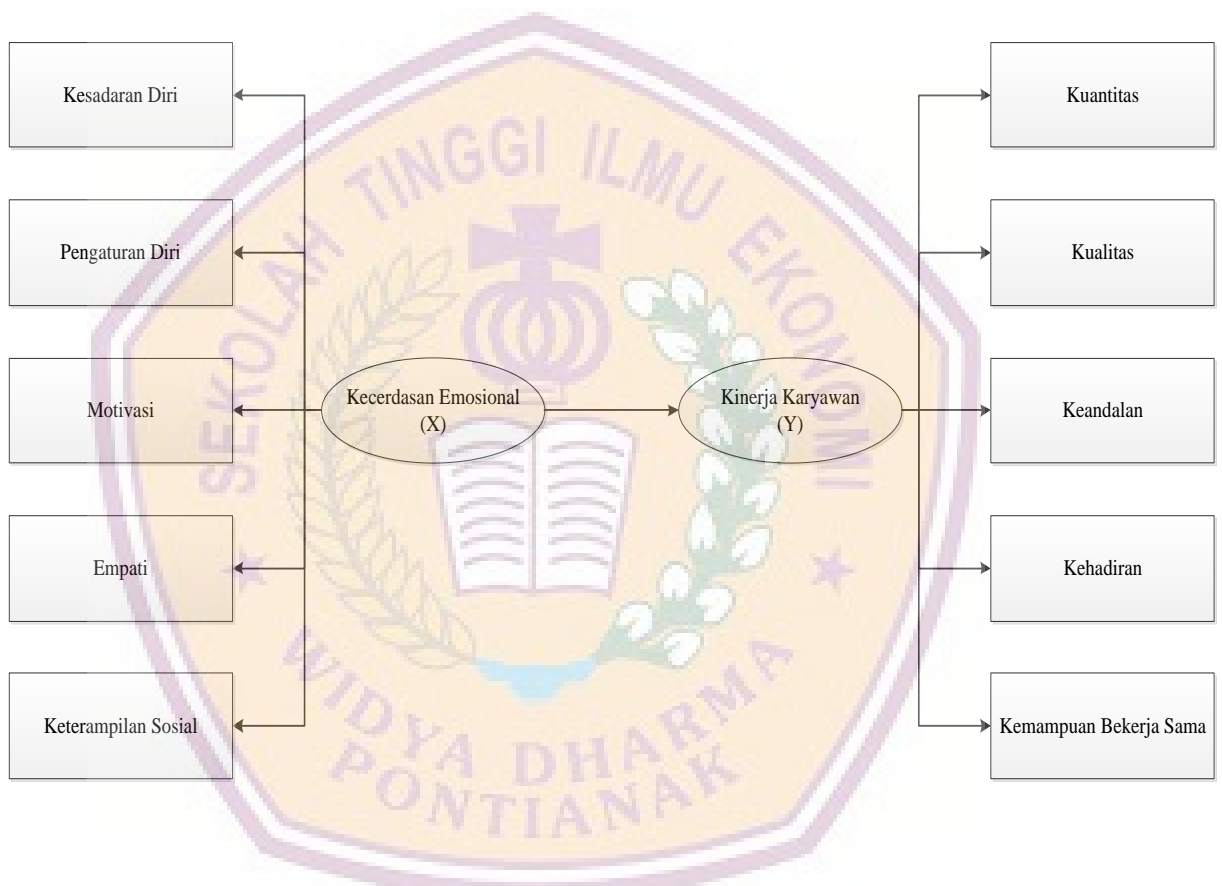 Kesadaran Diri
Pengaturan Diri
Motivasi
Empati
Keterampilan Sosial
Kecerdasan Emosional
(X)
Kinerja Karyawan
(Y)
Kuantitas
Kualitas
Keandalan
Kehadiran
Kemampuan Bekerja Sama
SEKOLAH TINGGI ILMU EKONOMI
WIDYA DHARMA
PONTIANAK